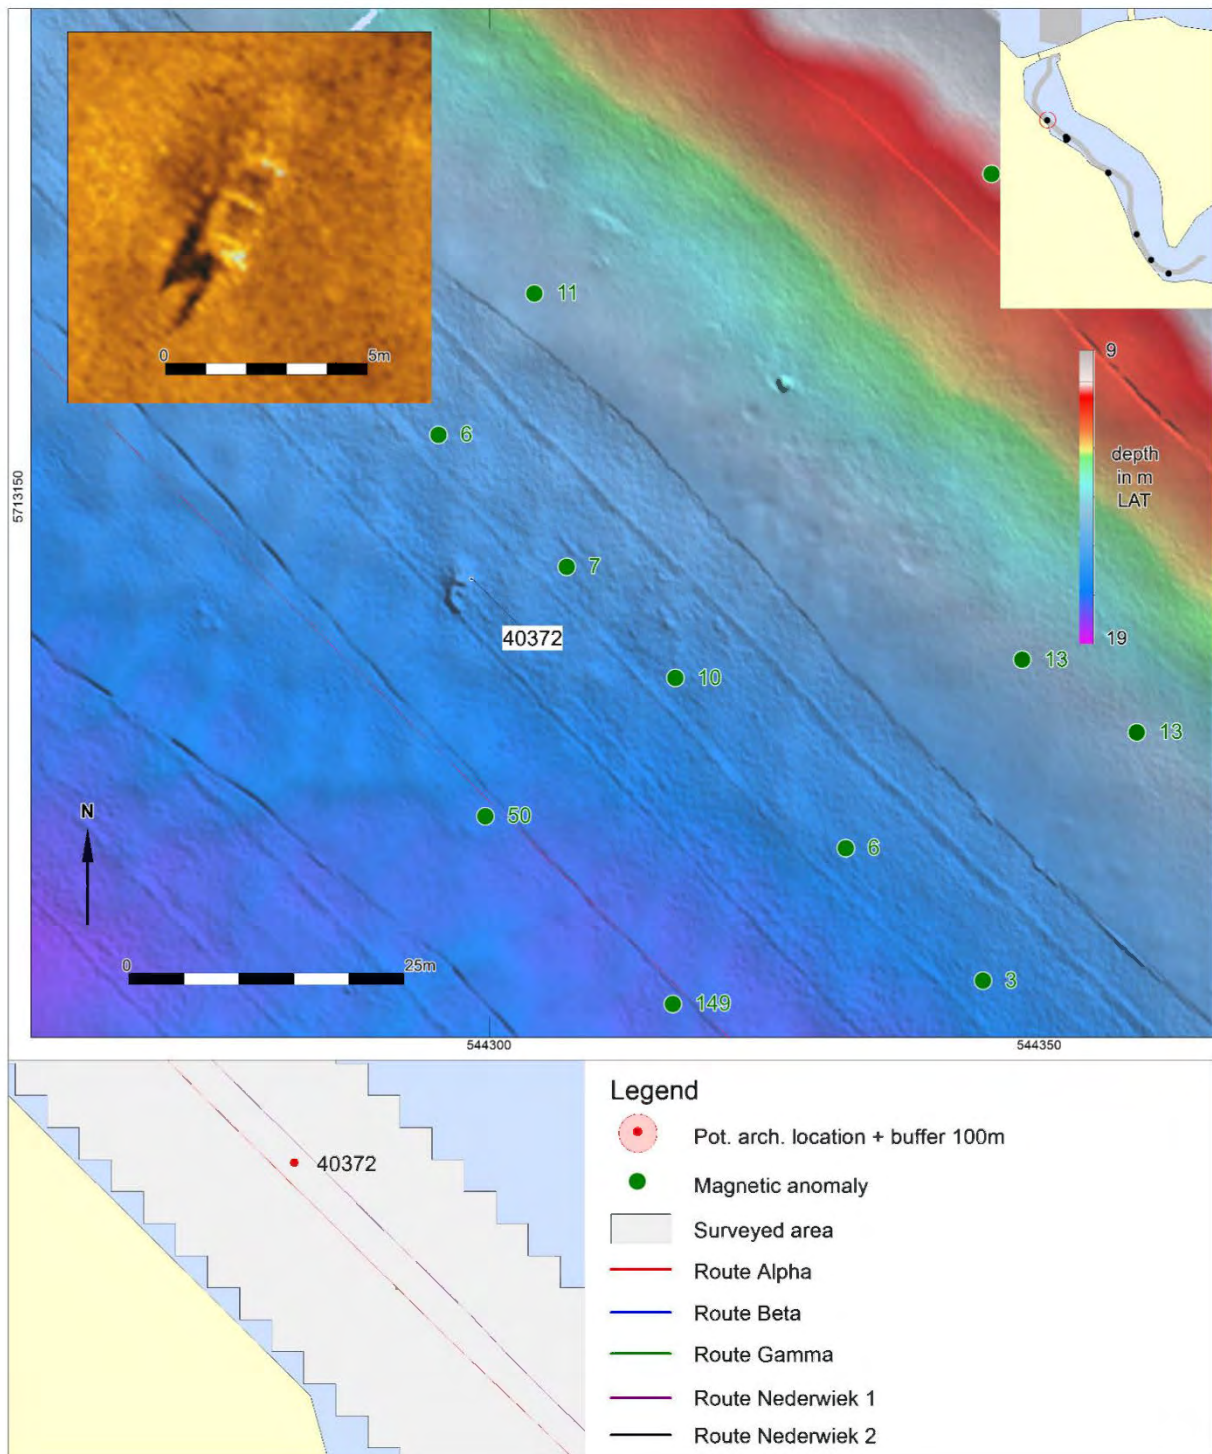 0
5m
11
9
depth
in m
LAT
19
6
5713150
7
40372
10
13
13
50
6
N
0
25m
3
149
544300
544350
40372
Legend
Pot. arch. location + buffer 100m
Magnetic anomaly
Surveyed area
Route Alpha
Route Beta
Route Gamma
Route Nederwiek 1
Route Nederwiek 2